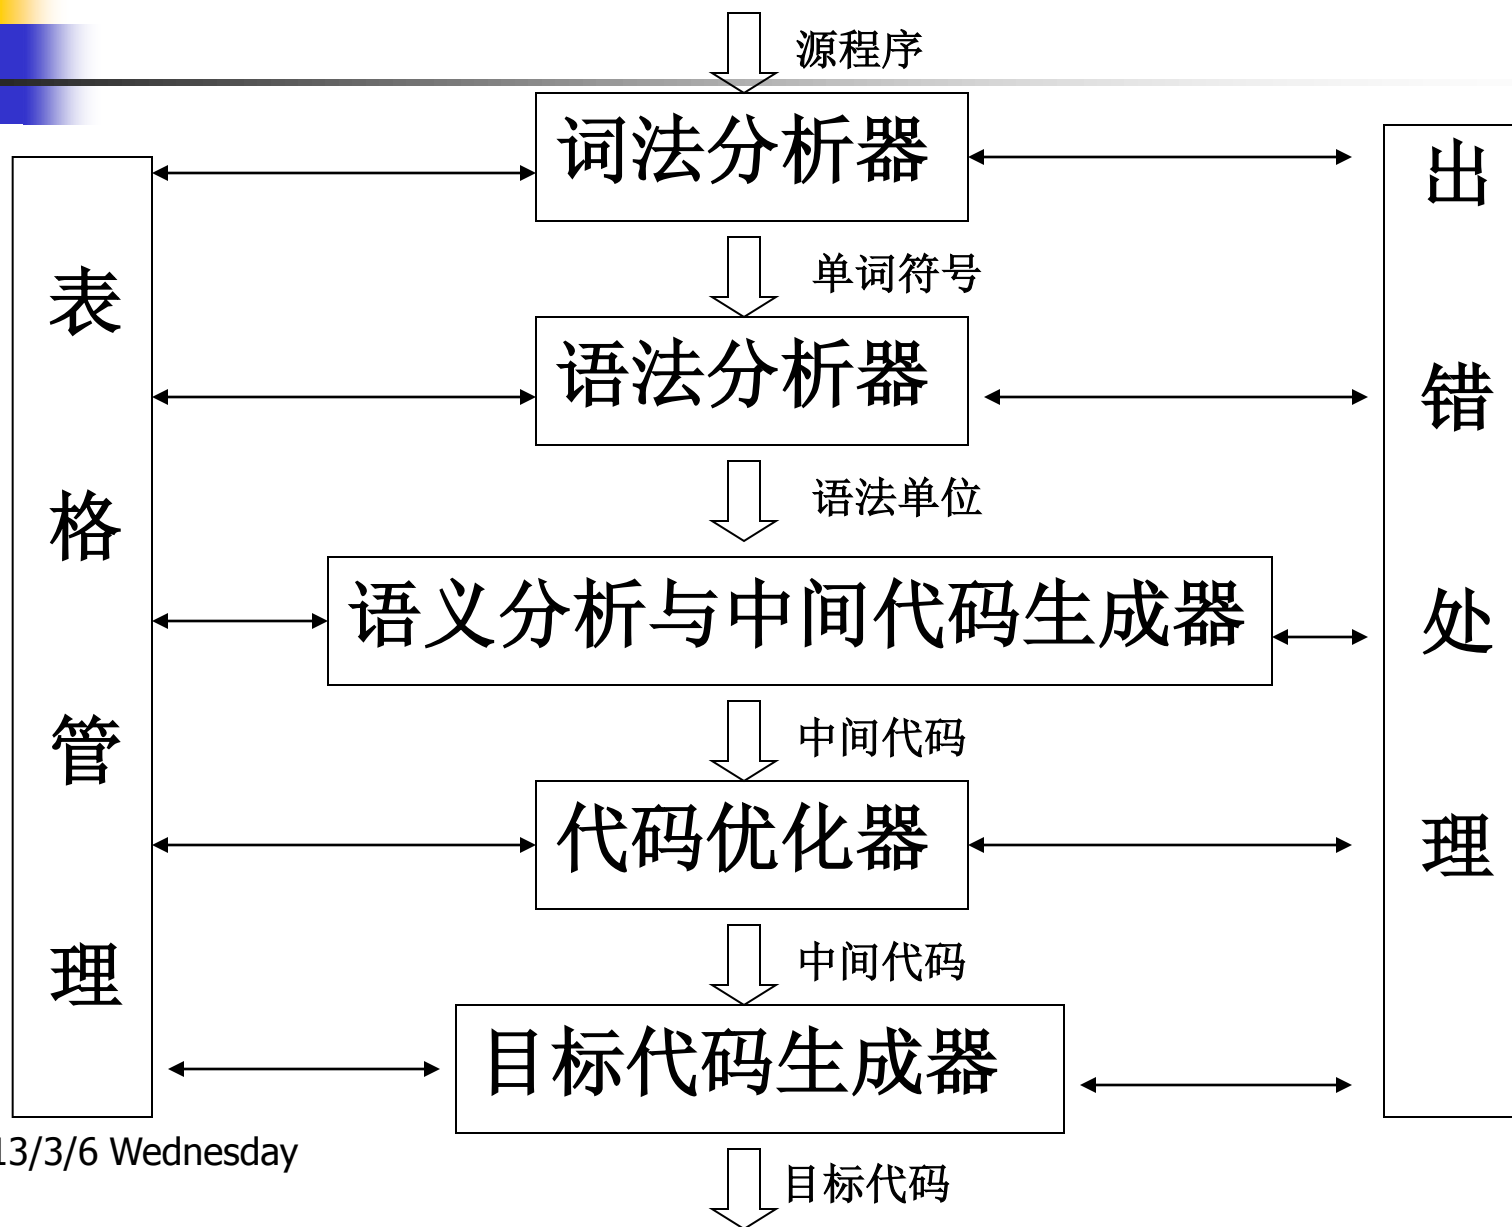 源程序
词法分析器
单词符号
语法分析器
语法单位
语义分析与中间代码生成器
中间代码
代码优化器
中间代码
目标代码生成器
目标代码
表格管理
出错处理
13/3/6 Wednesday